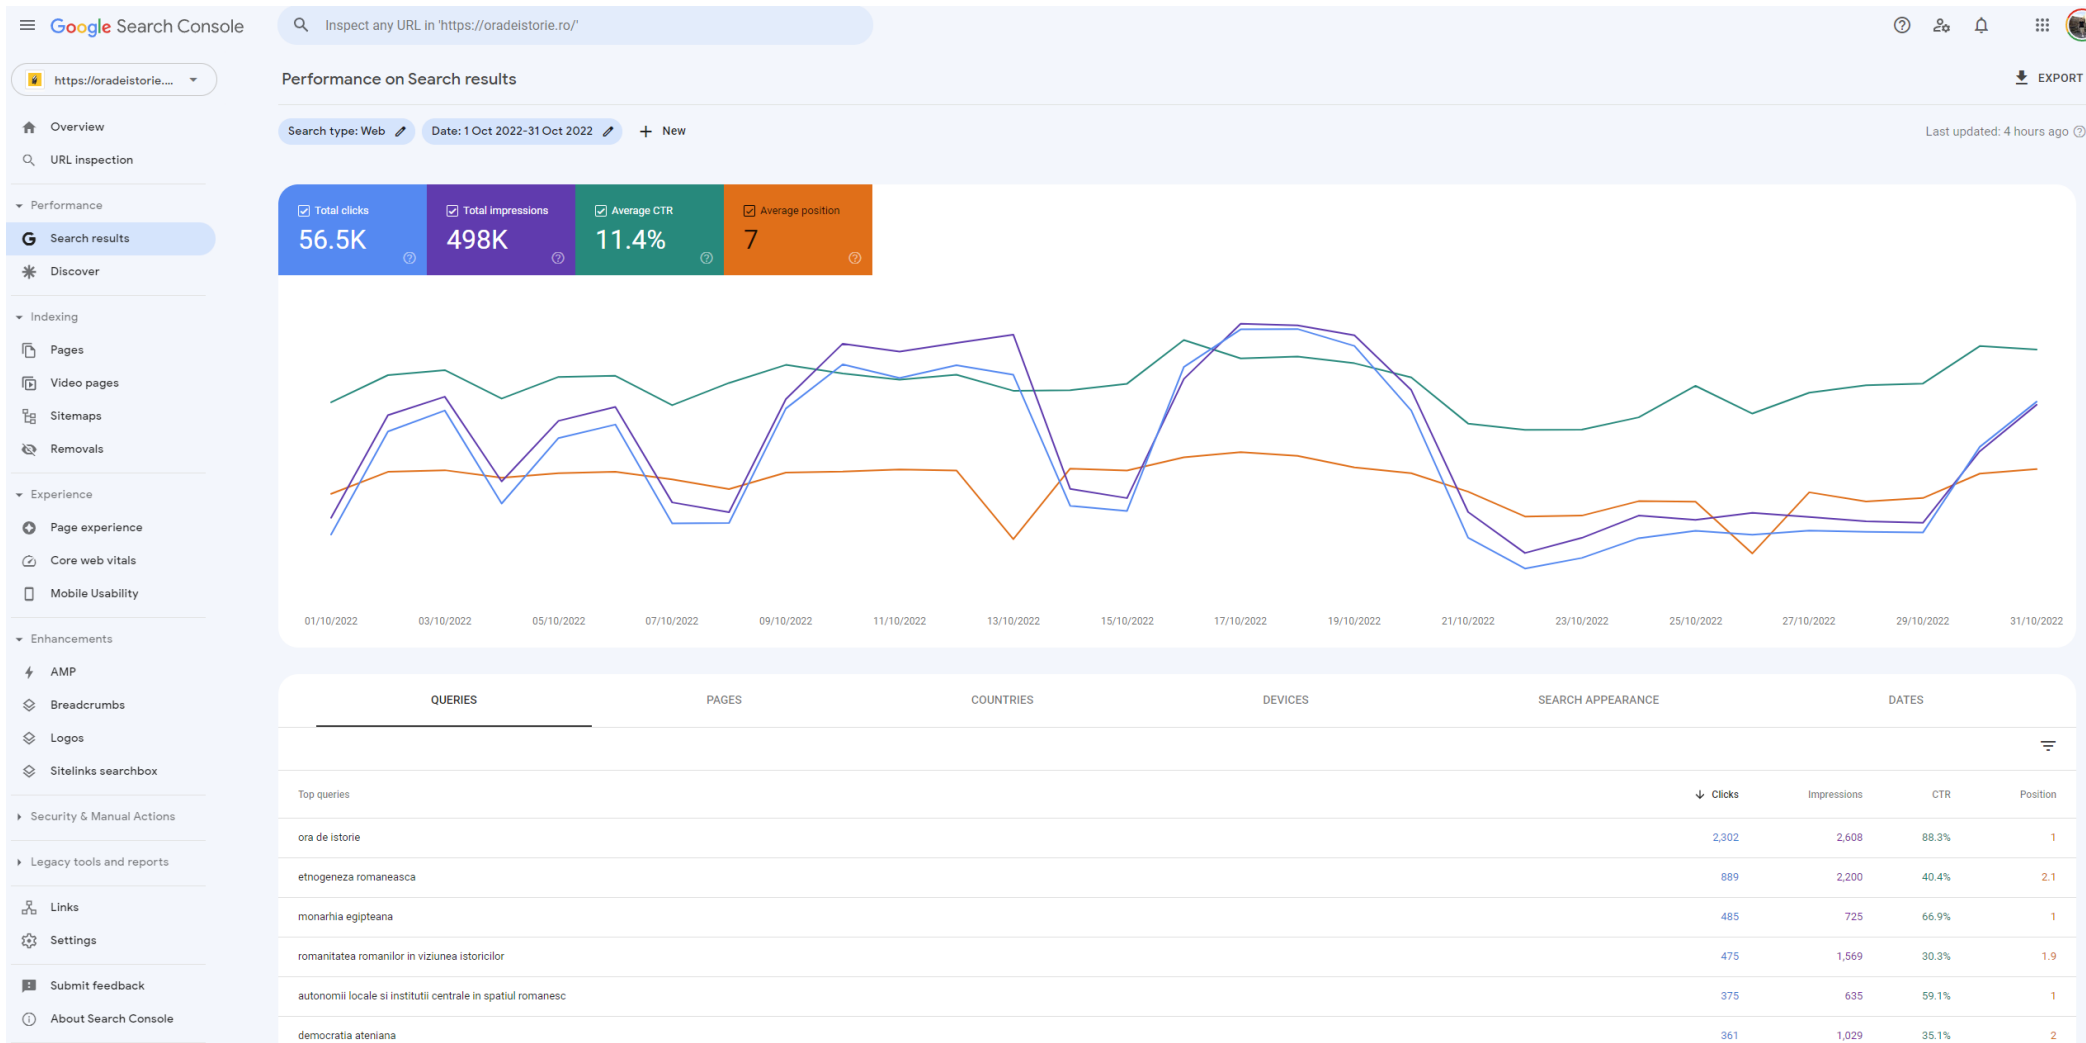 Google Search Console
Inspect any URL in 'https://oradeistorie.ro/'
https://oradeistorie....
Performance on Search results
EXPORT
Search type: Web
Date: 1 Oct 2022-31 Oct 2022
New
Last updated: 4 hours ago
Overview
URL inspection
Performance
Search results
Discover
Indexing
Pages
Video pages
Sitemaps
Removals
Experience
Page experience
Core web vitals
Mobile Usability
Enhancements
AMP
Breadcrumbs
Logos
Sitelinks searchbox
Security & Manual Actions
Legacy tools and reports
Links
Settings
Submit feedback
About Search Console
Total clicks
56.5K
Total impressions
498K
Average CTR
11.4%
Average position
7
01/10/2022 03/10/2022 05/10/2022 07/10/2022 09/10/2022 11/10/2022 13/10/2022 15/10/2022 17/10/2022 19/10/2022 21/10/2022 23/10/2022 25/10/2022 27/10/2022 29/10/2022 31/10/2022
QUERIES PAGES COUNTRIES DEVICES SEARCH APPEARANCE DATES
Top queries Clicks Impressions CTR Position
ora de istorie 2,302 2,608 88.3% 1
etnogeneza romaneasca 889 2,200 40.4% 2.1
monarhia egipteana 485 725 66.9% 1
romanitatea romanilor in viziunea istoricilor 475 1,569 30.3% 1.9
autonomii locale si institutii centrale in spatiul romanesc 375 635 59.1% 1
democratia ateniana 361 1,029 35.1% 2